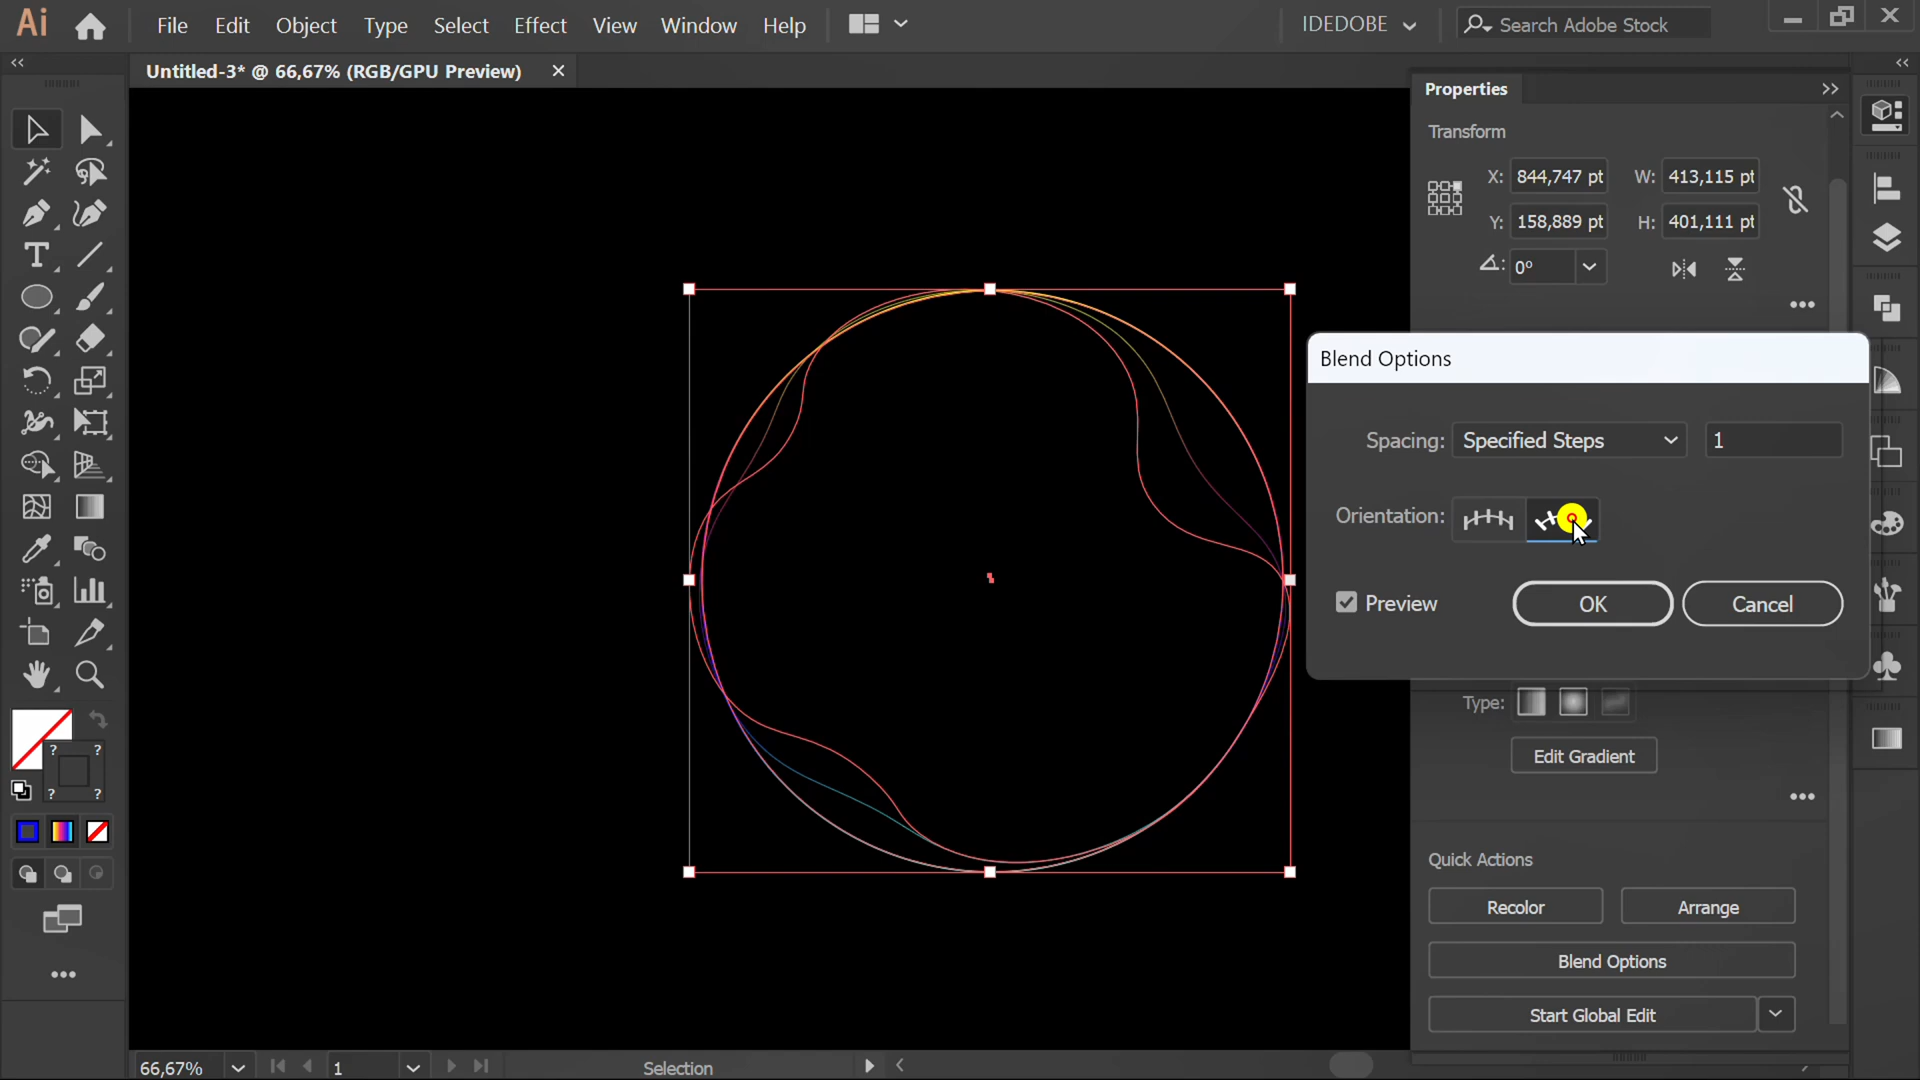 Ai File Edit Object Type Select Effect View Window Help IDEDOBE Search Adobe Stock
Untitled-3* @ 66,67% (RGB/GPU Preview)
Properties
Transform
X: 844,747 pt W: 413,115 pt
Y: 158,889 pt H: 401,111 pt
0°
Blend Options
Spacing: Specified Steps 1
Orientation:
Preview OK Cancel
Type:
Edit Gradient
Quick Actions
Recolor Arrange
Blend Options
Start Global Edit
? ?
? ?
66,67% 1 Selection